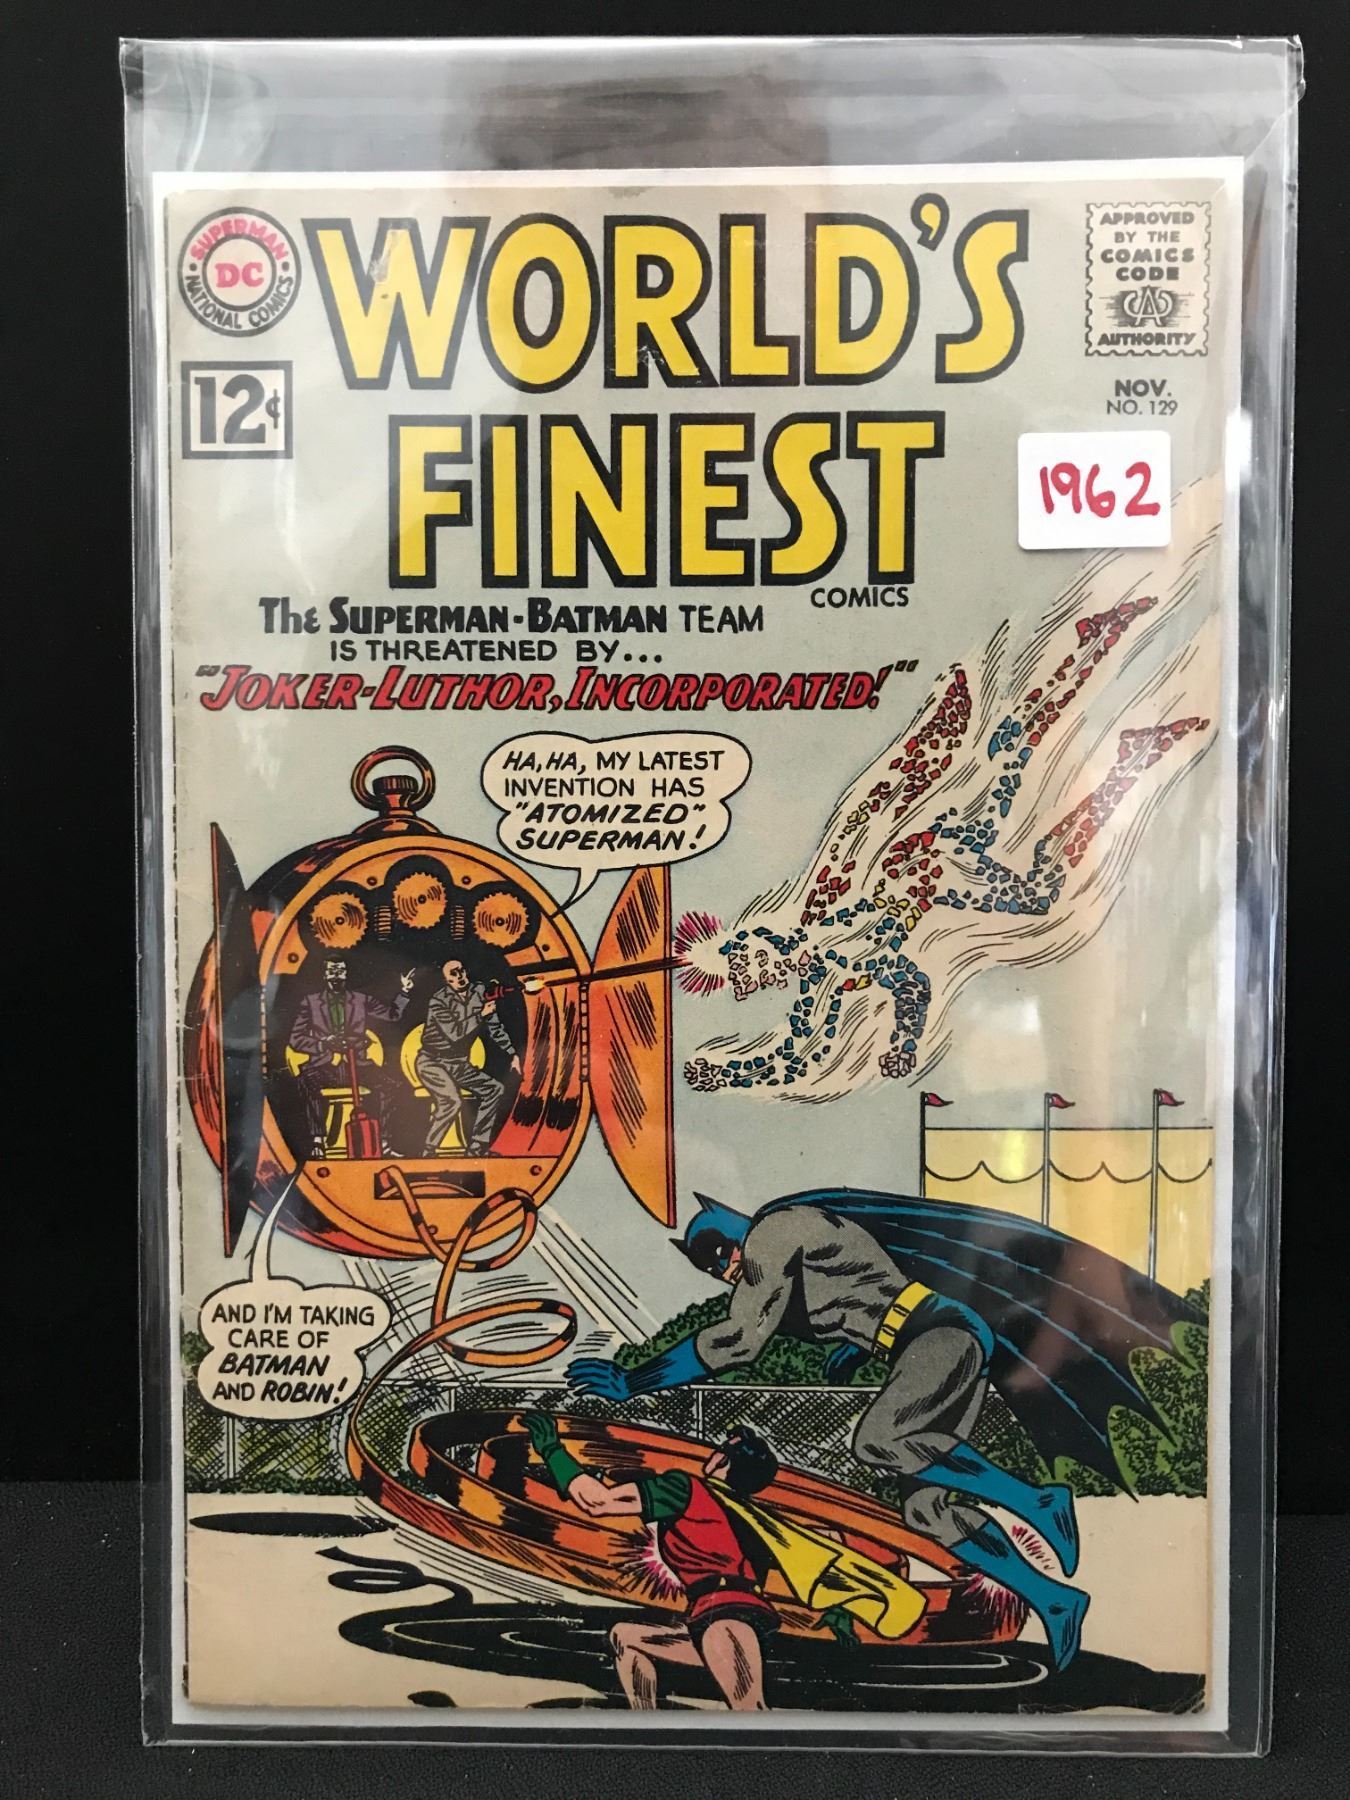 SUPERMAN
DC
NATIONAL COMICS
12¢
WORLD'S
FINEST
COMICS
APPROVED
BY THE
COMICS
CODE
CA
AUTHORITY
NOV.
NO. 129
1962
The SUPERMAN-BATMAN TEAM
IS THREATENED BY...
"JOKER-LUTHOR, INCORPORATED!"
HA, HA, MY LATEST
INVENTION HAS
"ATOMIZED"
SUPERMAN!
AND I'M TAKING
CARE OF
BATMAN
AND ROBIN!